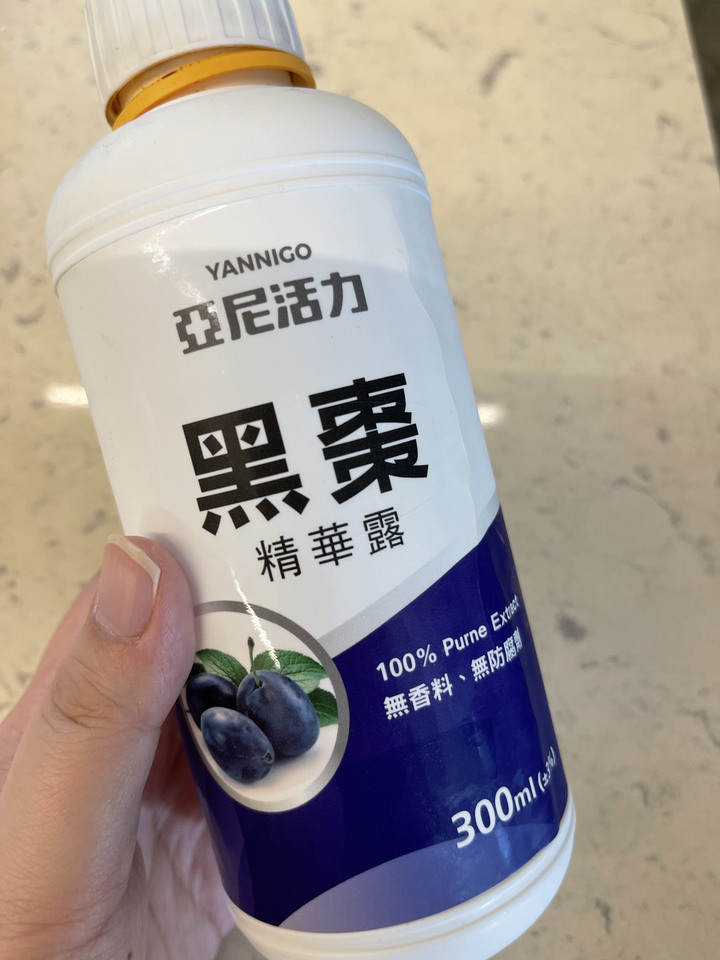 YANNIGO
亞尼活力
黑棗
精華露
100% Purne Extract
無香料、無防腐劑
300ml (±3%)